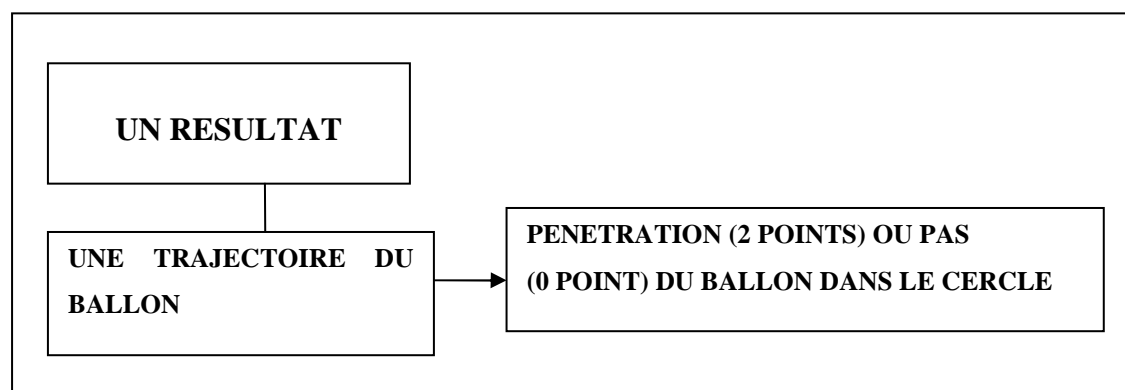 UN RESULTAT
UNE TRAJECTOIRE DU
BALLON
PENETRATION (2 POINTS) OU PAS
(0 POINT) DU BALLON DANS LE CERCLE